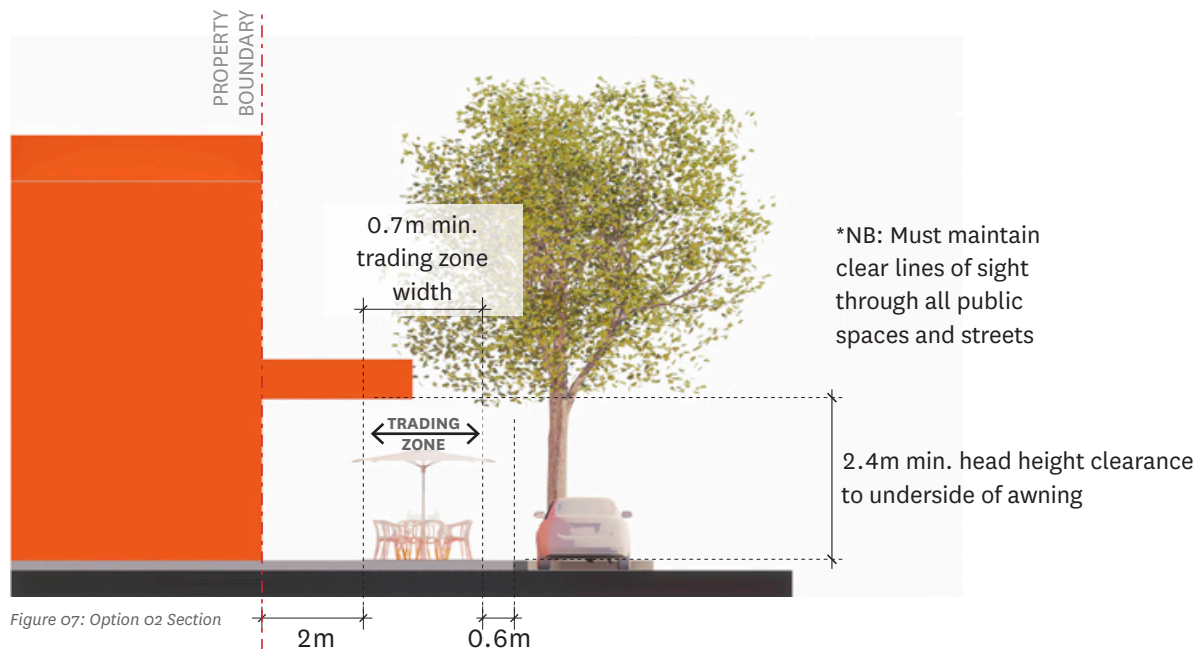 PROPERTY
BOUNDARY
0.7m min.
trading zone
width
*NB: Must maintain
clear lines of sight
through all public
spaces and streets
TRADING
ZONE
2.4m min. head height clearance
to underside of awning
Figure 07: Option 02 Section
2m
0.6m